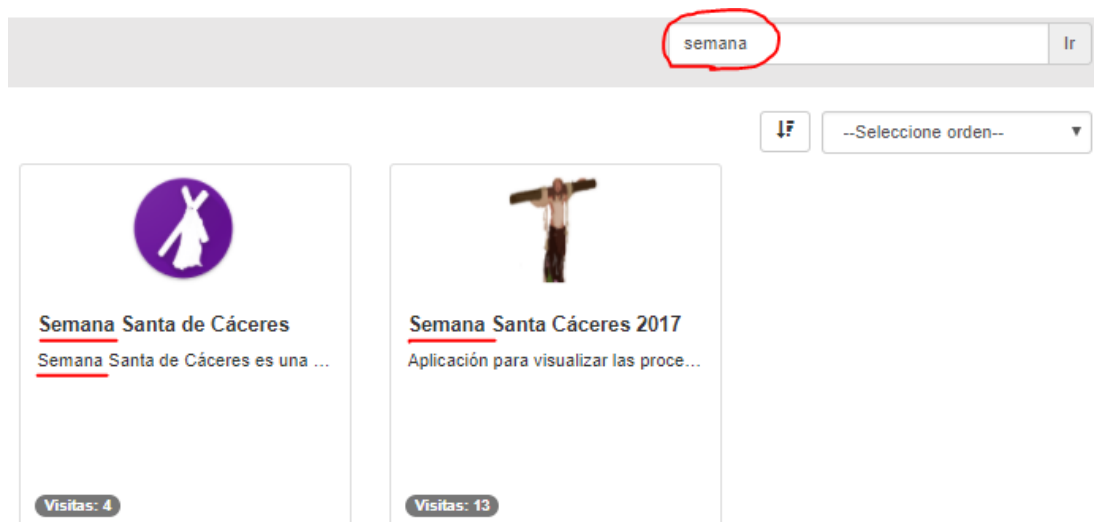 semana
Ir
--Seleccione orden--
Semana Santa de Cáceres
Semana Santa de Cáceres es una ...
Visitas: 4
Semana Santa Cáceres 2017
Aplicación para visualizar las proce...
Visitas: 13